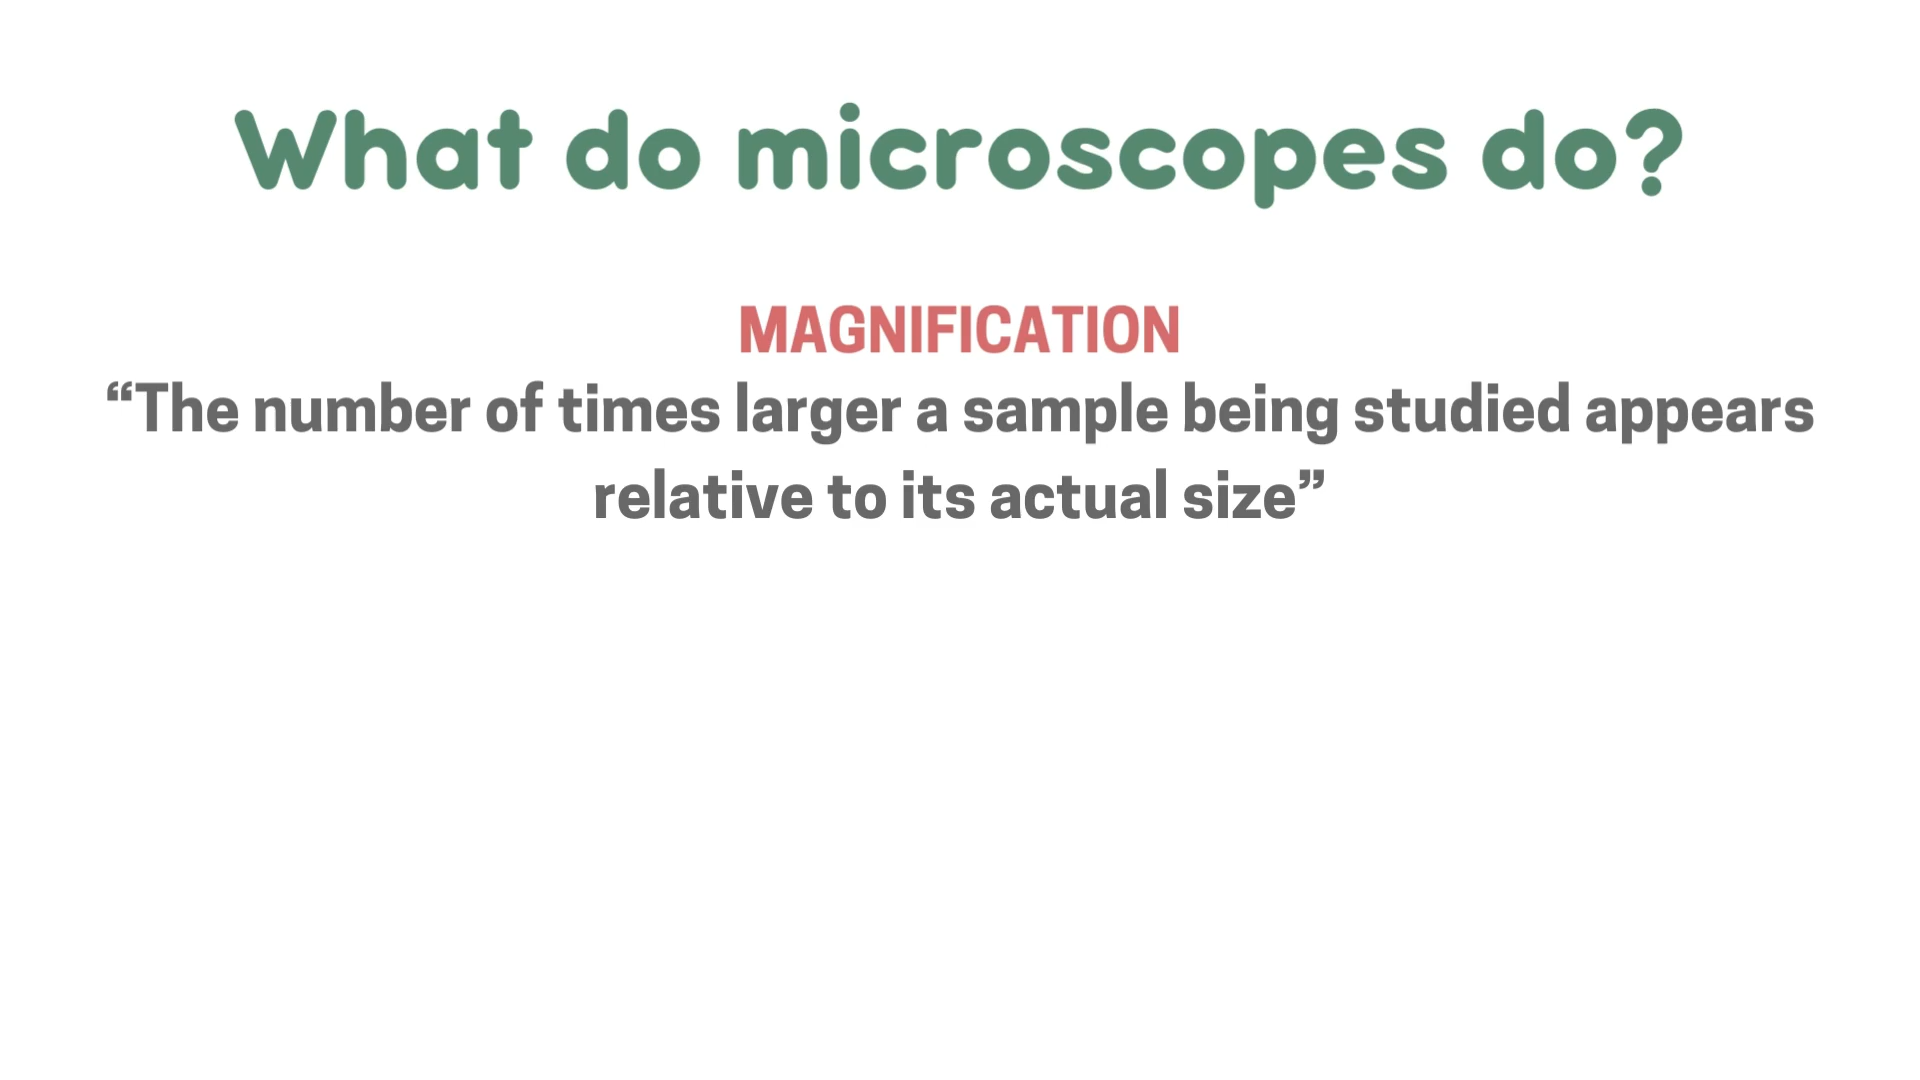 What do microscopes do?
MAGNIFICATION
“The number of times larger a sample being studied appears
relative to its actual size”